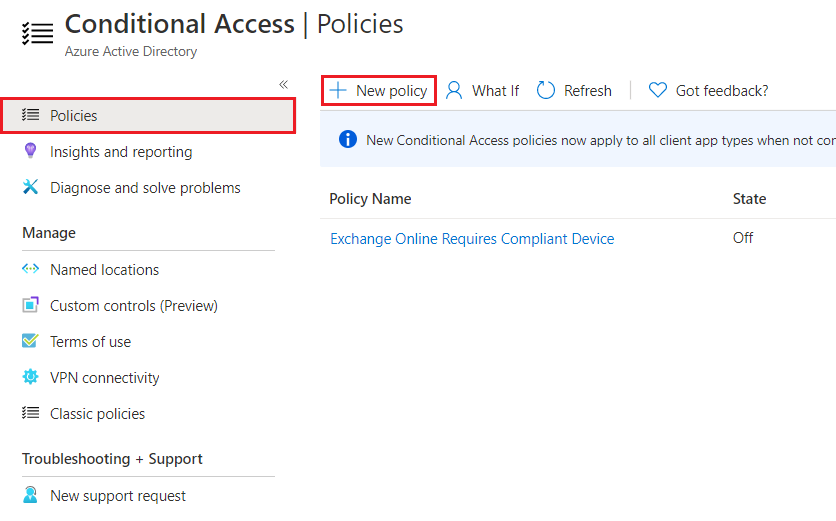 Conditional Access | Policies
Azure Active Directory
«
Policies
Insights and reporting
Diagnose and solve problems
Manage
Named locations
Custom controls (Preview)
Terms of use
VPN connectivity
Classic policies
Troubleshooting + Support
New support request
New policy What If Refresh Got feedback?
New Conditional Access policies now apply to all client app types when not con
Policy Name State
Exchange Online Requires Compliant Device Off